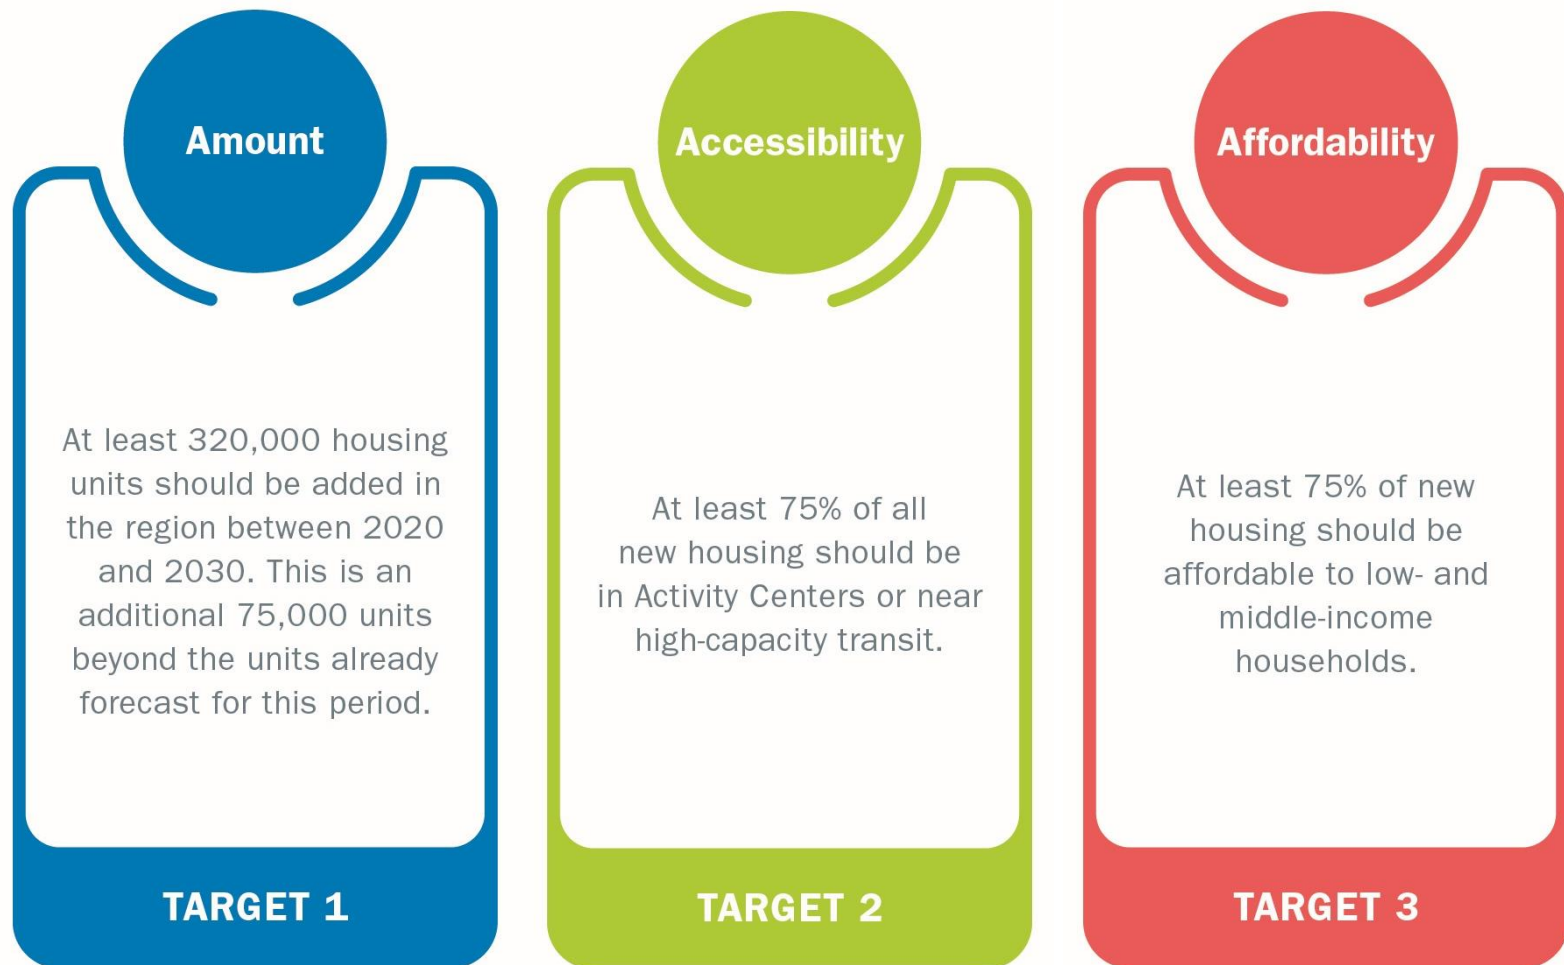 Amount
At least 320,000 housing
units should be added in
the region between 2020
and 2030. This is an
additional 75,000 units
beyond the units already
forecast for this period.
TARGET 1
Accessibility
At least 75% of all
new housing should be
in Activity Centers or near
high-capacity transit.
TARGET 2
Affordability
At least 75% of new
housing should be
affordable to low- and
middle-income
households.
TARGET 3